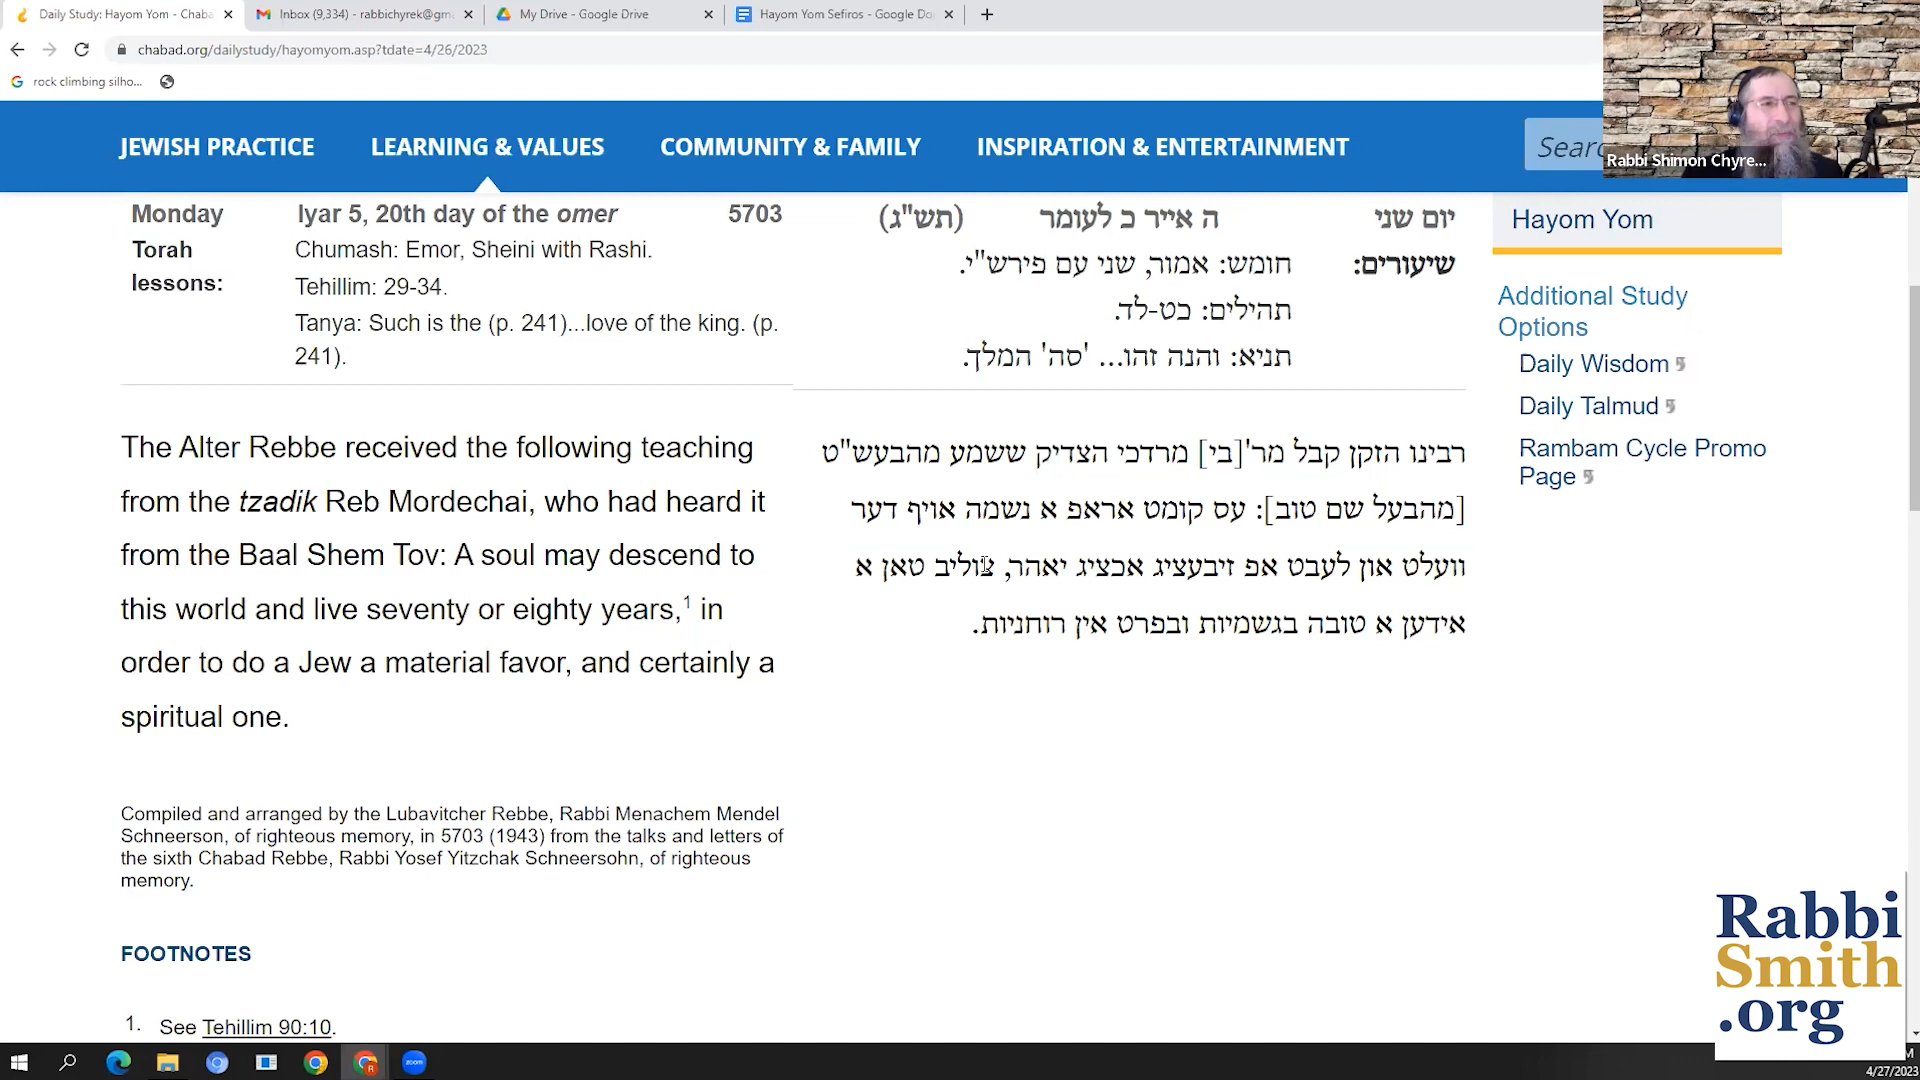 Daily Study: Hayom Yom - Chaba
Inbox (9,334) - rabbichyrek@gm
My Drive - Google Drive
Hayom Yom Sefiros - Google Do
chabad.org/dailystudy/hayomyom.asp?tdate=4/26/2023
rock climbing silho...
JEWISH PRACTICE
LEARNING & VALUES
COMMUNITY & FAMILY
INSPIRATION & ENTERTAINMENT
Searc
Rabbi Shimon Chyre...
Monday Iyar 5, 20th day of the omer 5703
Torah lessons:
Chumash: Emor, Sheini with Rashi.
Tehillim: 29-34.
Tanya: Such is the (p. 241)...love of the king. (p.
241).
יום שני ה אייר כ לעומר (תש"ג)
שיעורים: חומש: אמור, שני עם פירש"י.
תהילים: כט-לד.
תניא: והנה זהו... 'סה' המלך.
The Alter Rebbe received the following teaching
from the tzadik Reb Mordechai, who had heard it
from the Baal Shem Tov: A soul may descend to
this world and live seventy or eighty years,1 in
order to do a Jew a material favor, and certainly a
spiritual one.
רבינו הזקן קבל מר'[בי] מרדכי הצדיק ששמע מהבעש"ט
[מהבעל שם טוב]: עס קומט אראפ א נשמה אויף דער
וועלט און לעבט אפ זיבעציג אכציג יאהר, צוליב טאן א
אידען א טובה בגשמיות ובפרט אין רוחניות.
Compiled and arranged by the Lubavitcher Rebbe, Rabbi Menachem Mendel
Schneerson, of righteous memory, in 5703 (1943) from the talks and letters of
the sixth Chabad Rebbe, Rabbi Yosef Yitzchak Schneersohn, of righteous
memory.
FOOTNOTES
1. See Tehillim 90:10.
Hayom Yom
Additional Study
Options
Daily Wisdom
Daily Talmud
Rambam Cycle Promo
Page
Rabbi
Smith
.org
zoom
4/27/2023